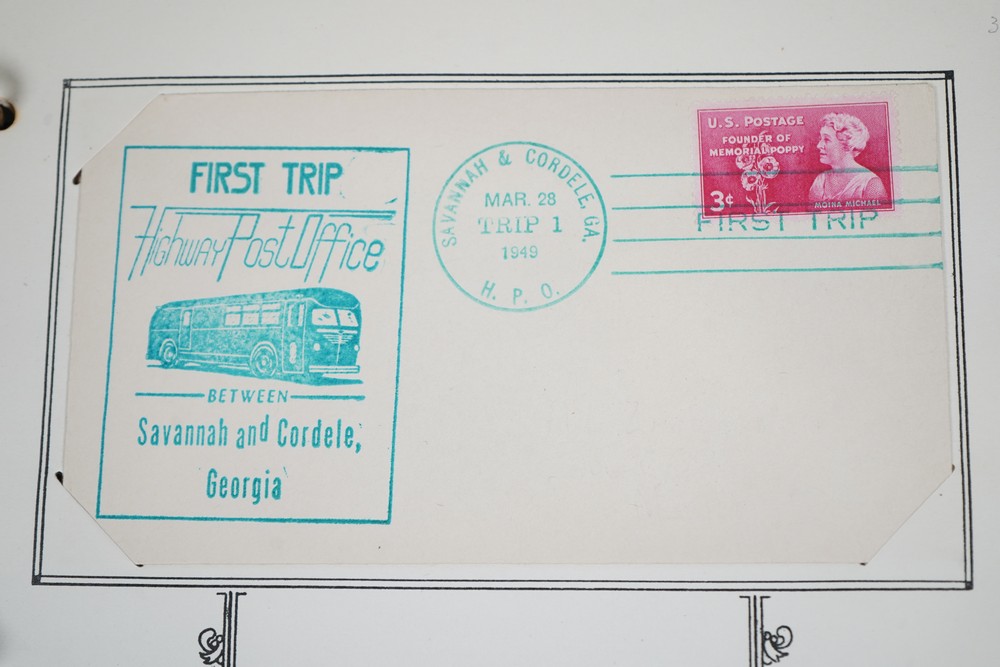 FIRST TRIP
Highway Post Office
BETWEEN
Savannah and Cordele,
Georgia
SAVANNAH & CORDELE, GA.
MAR. 28
TRIP 1
1949
H. P. O.
U.S. POSTAGE
FOUNDER OF
MEMORIAL POPPY
3¢
MOINA MICHAEL
FIRST TRIP
3